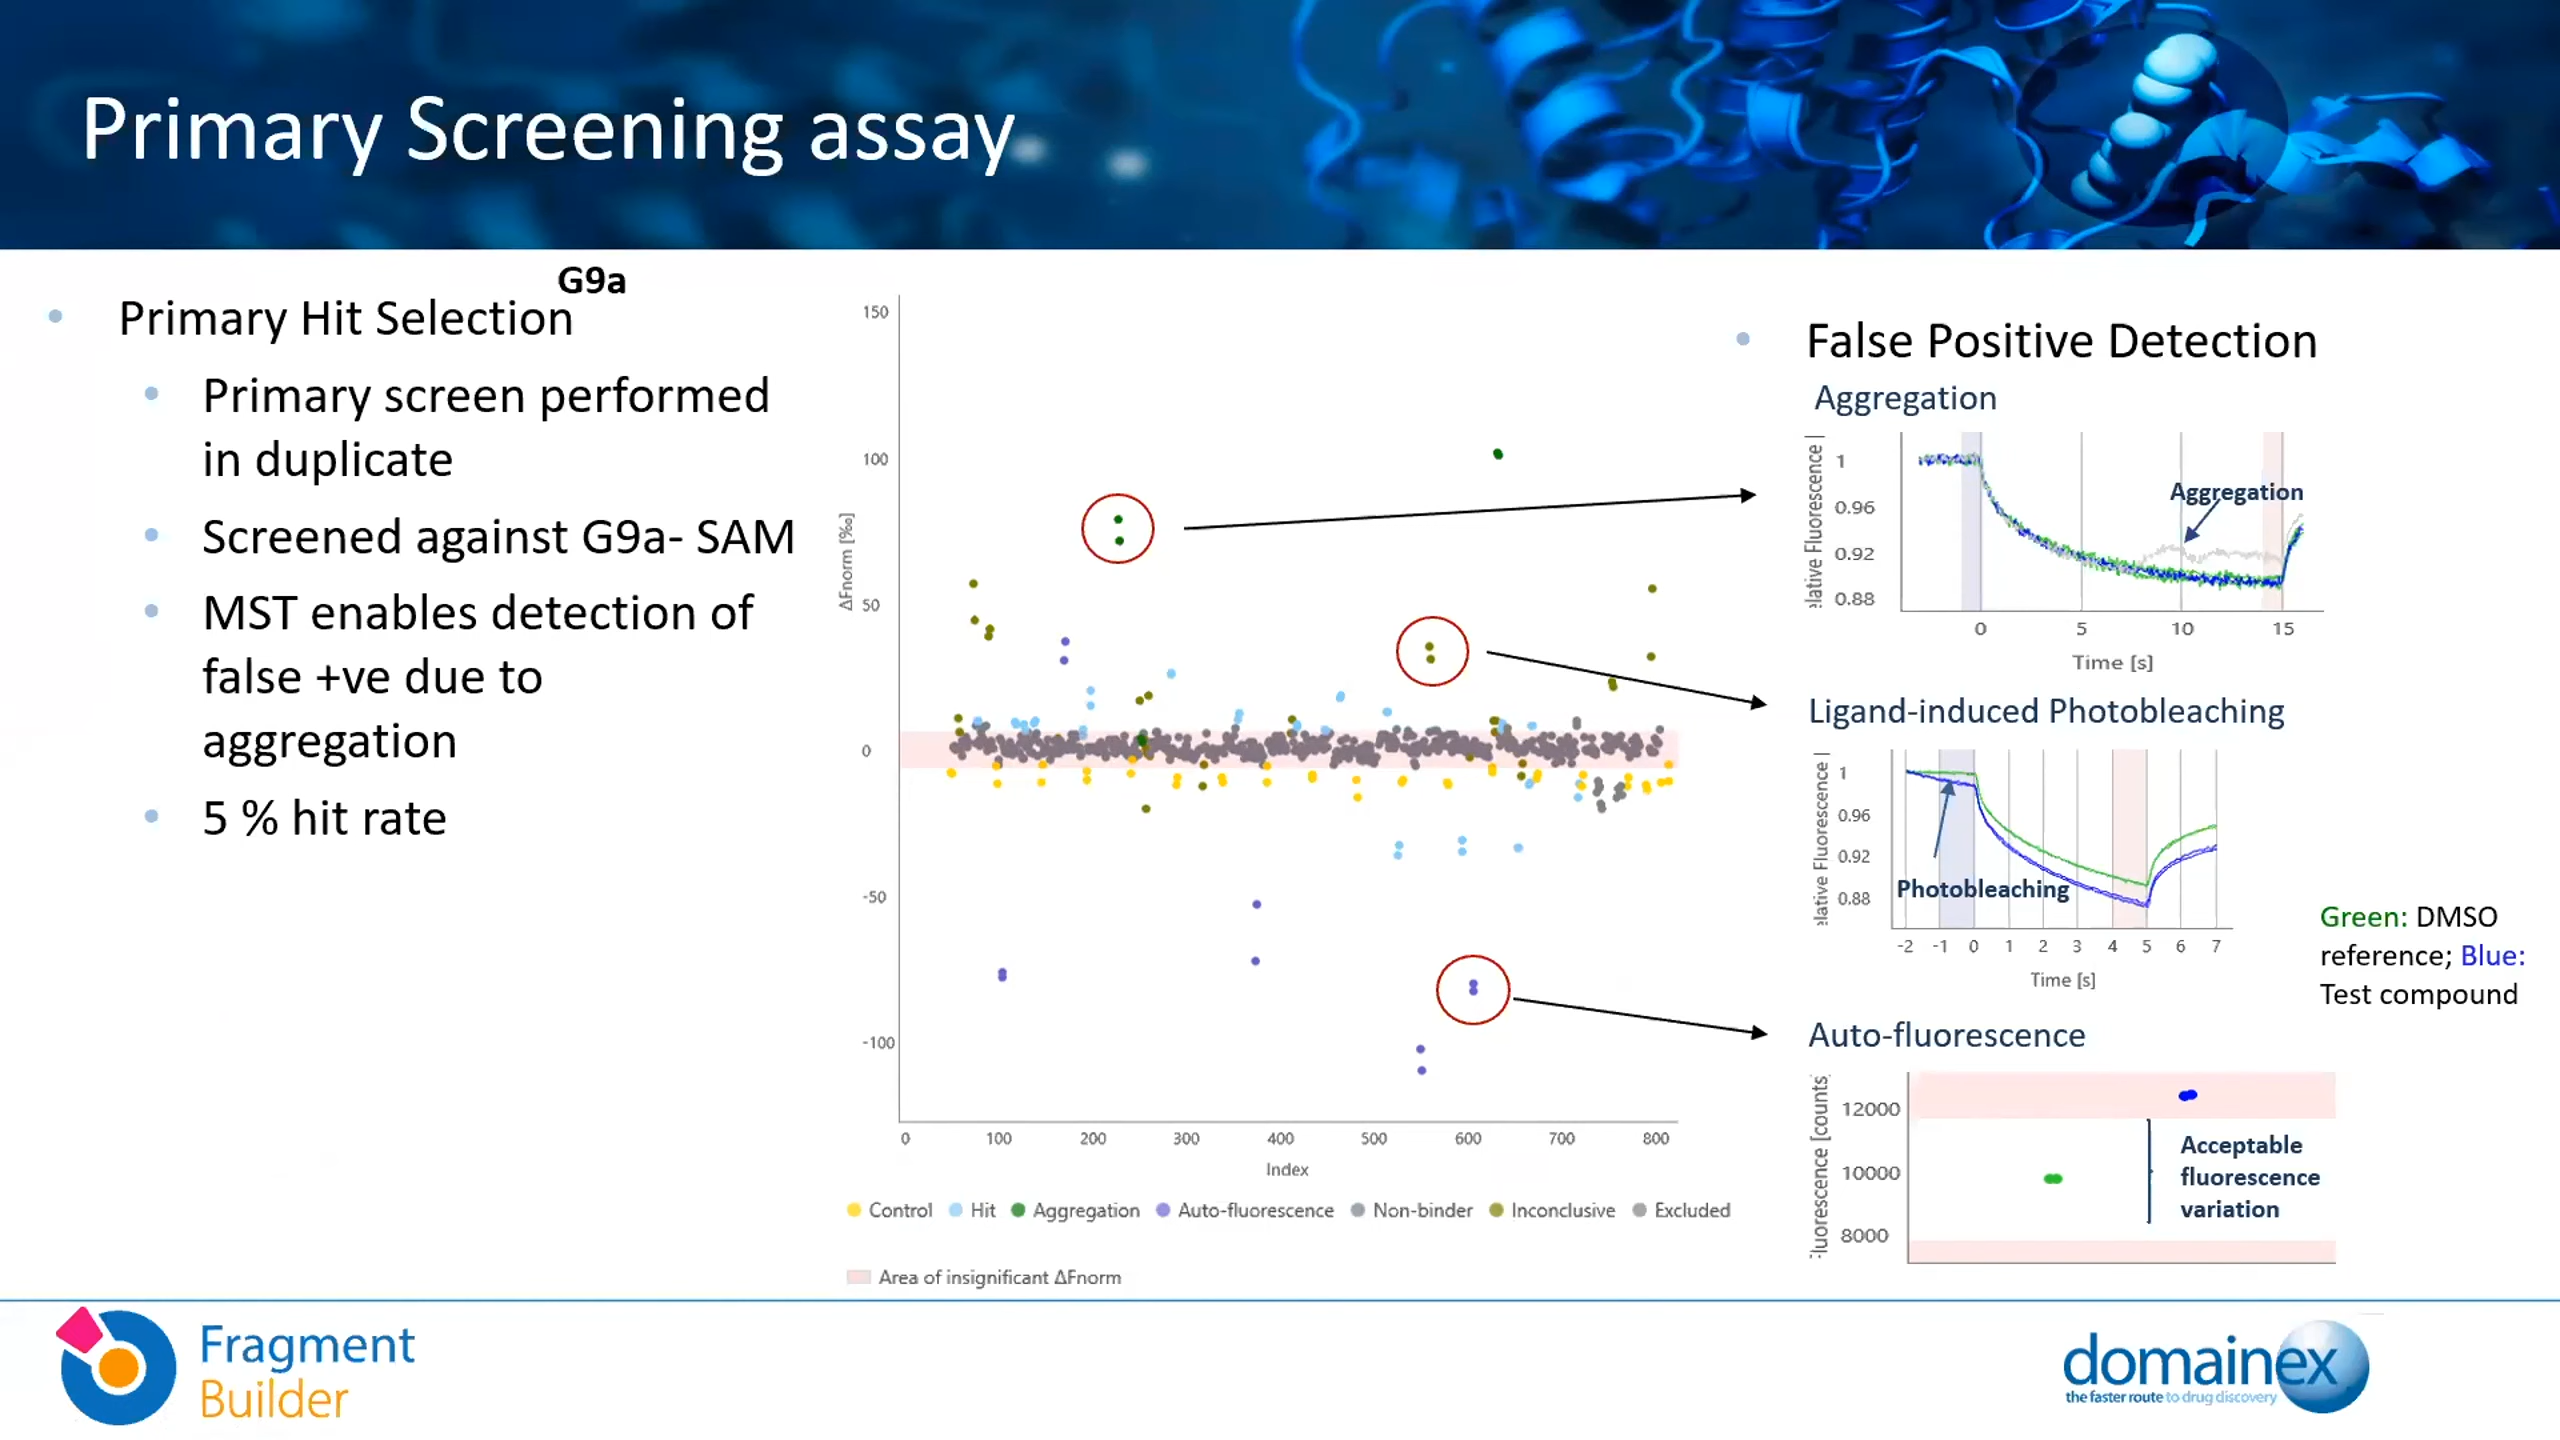 Primary Screening assay
G9a
Primary Hit Selection
Primary screen performed
in duplicate
Screened against G9a- SAM
MST enables detection of
false +ve due to
aggregation
5 % hit rate
150
100
50
0
-50
-100
ΔFnorm [‰]
0 100 200 300 400 500 600 700 800
Index
Control Hit Aggregation Auto-fluorescence Non-binder Inconclusive Excluded
Area of insignificant ΔFnorm
False Positive Detection
Aggregation
elative Fluorescence
1
0.96
0.92
0.88
Aggregation
0 5 10 15
Time [s]
Ligand-induced Photobleaching
elative Fluorescence
1
0.96
0.92
0.88
Photobleaching
-2 -1 0 1 2 3 4 5 6 7
Time [s]
Green: DMSO
reference; Blue:
Test compound
Auto-fluorescence
Fluorescence [counts
12000
10000
8000
Acceptable
fluorescence
variation
Fragment
Builder
domainex
the faster route to drug discovery